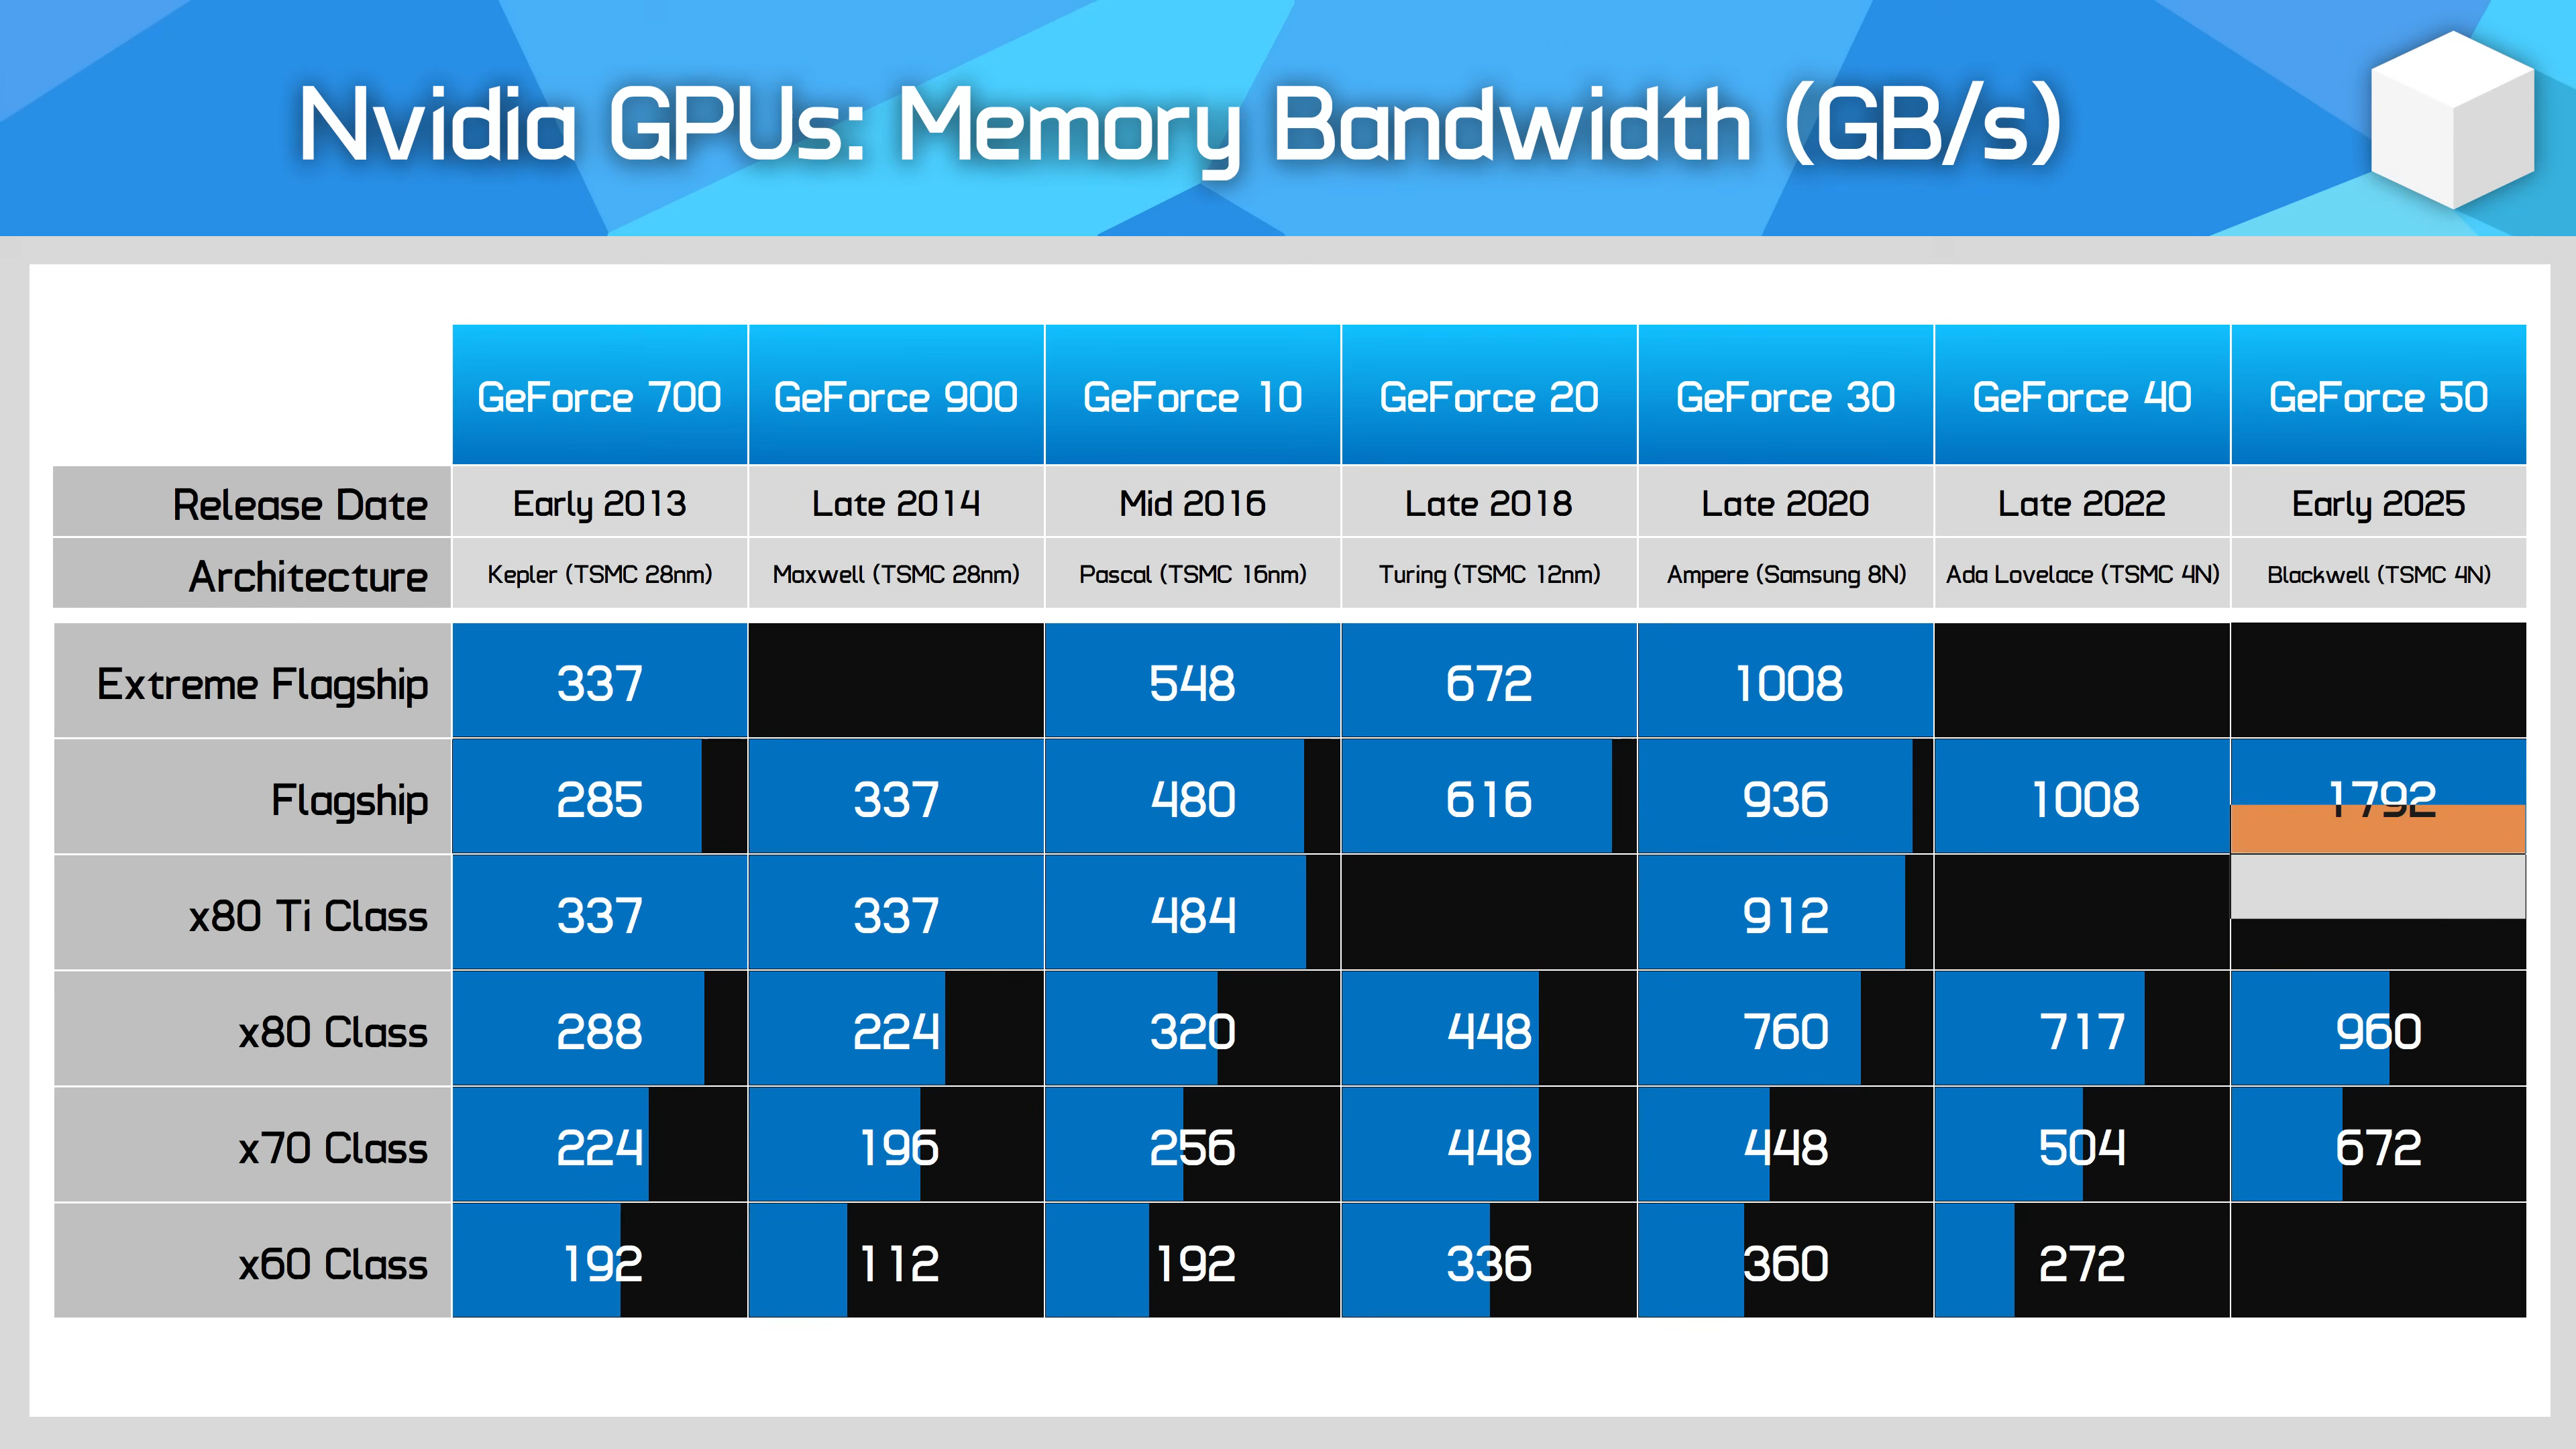 Nvidia GPUs: Memory Bandwidth (GB/s)
GeForce 700 GeForce 900 GeForce 10 GeForce 20 GeForce 30 GeForce 40 GeForce 50
Release Date Early 2013 Late 2014 Mid 2016 Late 2018 Late 2020 Late 2022 Early 2025
Architecture Kepler (TSMC 28nm) Maxwell (TSMC 28nm) Pascal (TSMC 16nm) Turing (TSMC 12nm) Ampere (Samsung 8N) Ada Lovelace (TSMC 4N) Blackwell (TSMC 4N)
Extreme Flagship 337 548 672 1008
Flagship 285 337 480 616 936 1008 1792
x80 Ti Class 337 337 484 912
x80 Class 288 224 320 448 760 717 960
x70 Class 224 196 256 448 448 504 672
x60 Class 192 112 192 336 360 272